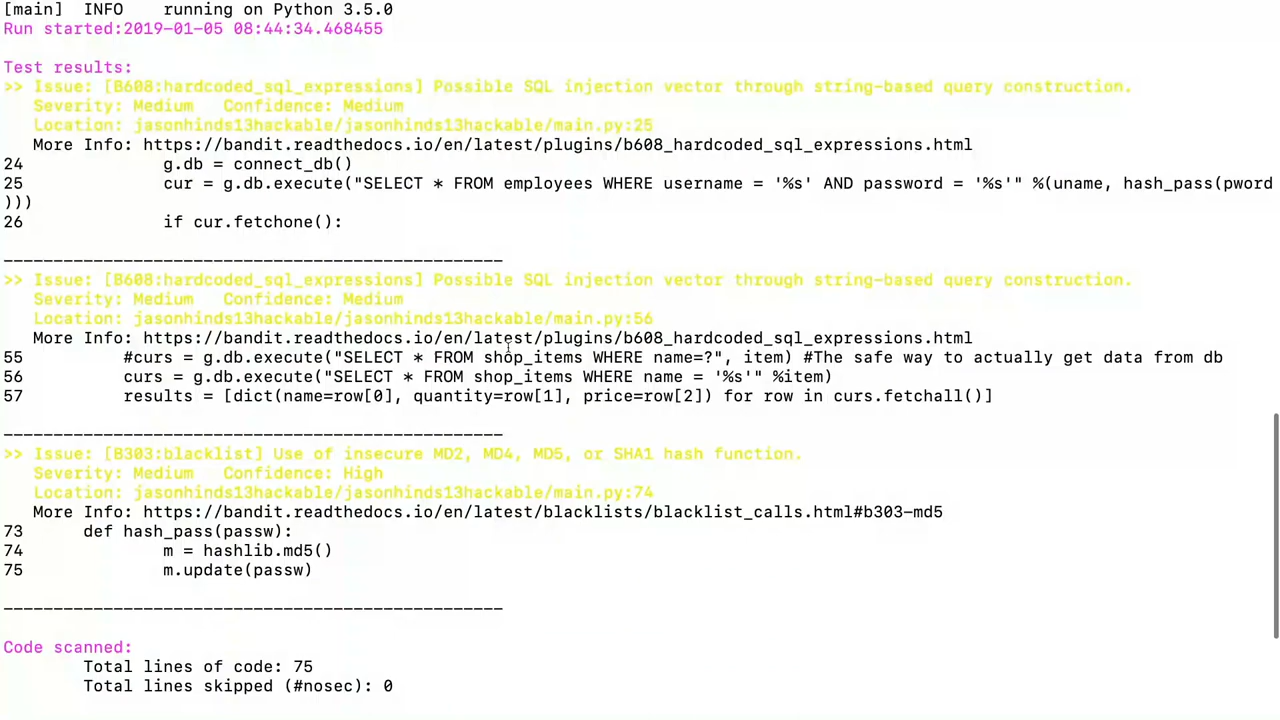 [main]  INFO    running on Python 3.5.0
Run started:2019-01-05 08:44:34.468455
Test results:
>> Issue: [B608:hardcoded_sql_expressions] Possible SQL injection vector through string-based query construction.
   Severity: Medium   Confidence: Medium
   Location: jasonhinds13hackable/jasonhinds13hackable/main.py:25
   More Info: https://bandit.readthedocs.io/en/latest/plugins/b608_hardcoded_sql_expressions.html
24              g.db = connect_db()
25              cur = g.db.execute("SELECT * FROM employees WHERE username = '%s' AND password = '%s'" %(uname, hash_pass(pword
)))
26              if cur.fetchone():
--------------------------------------------------
>> Issue: [B608:hardcoded_sql_expressions] Possible SQL injection vector through string-based query construction.
   Severity: Medium   Confidence: Medium
   Location: jasonhinds13hackable/jasonhinds13hackable/main.py:56
   More Info: https://bandit.readthedocs.io/en/latest/plugins/b608_hardcoded_sql_expressions.html
55          #curs = g.db.execute("SELECT * FROM shop_items WHERE name=?", item) #The safe way to actually get data from db
56          curs = g.db.execute("SELECT * FROM shop_items WHERE name = '%s'" %item)
57          results = [dict(name=row[0], quantity=row[1], price=row[2]) for row in curs.fetchall()]
--------------------------------------------------
>> Issue: [B303:blacklist] Use of insecure MD2, MD4, MD5, or SHA1 hash function.
   Severity: Medium   Confidence: High
   Location: jasonhinds13hackable/jasonhinds13hackable/main.py:74
   More Info: https://bandit.readthedocs.io/en/latest/blacklists/blacklist_calls.html#b303-md5
73      def hash_pass(passw):
74              m = hashlib.md5()
75              m.update(passw)
--------------------------------------------------
Code scanned:
        Total lines of code: 75
        Total lines skipped (#nosec): 0